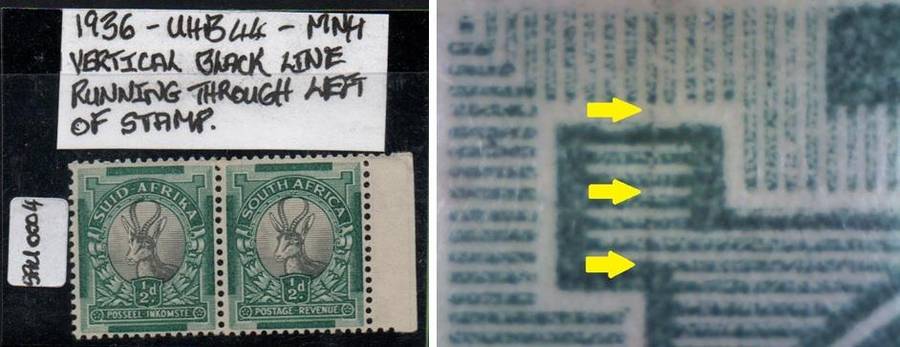 1936 - UHB44 - MNH
VERTICAL BLACK LINE
RUNNING THROUGH LEFT
OF STAMP.
SUID-AFRIKA
½d
POSSEEL-INKOMSTE
SOUTH AFRICA
½d
POSTAGE-REVENUE